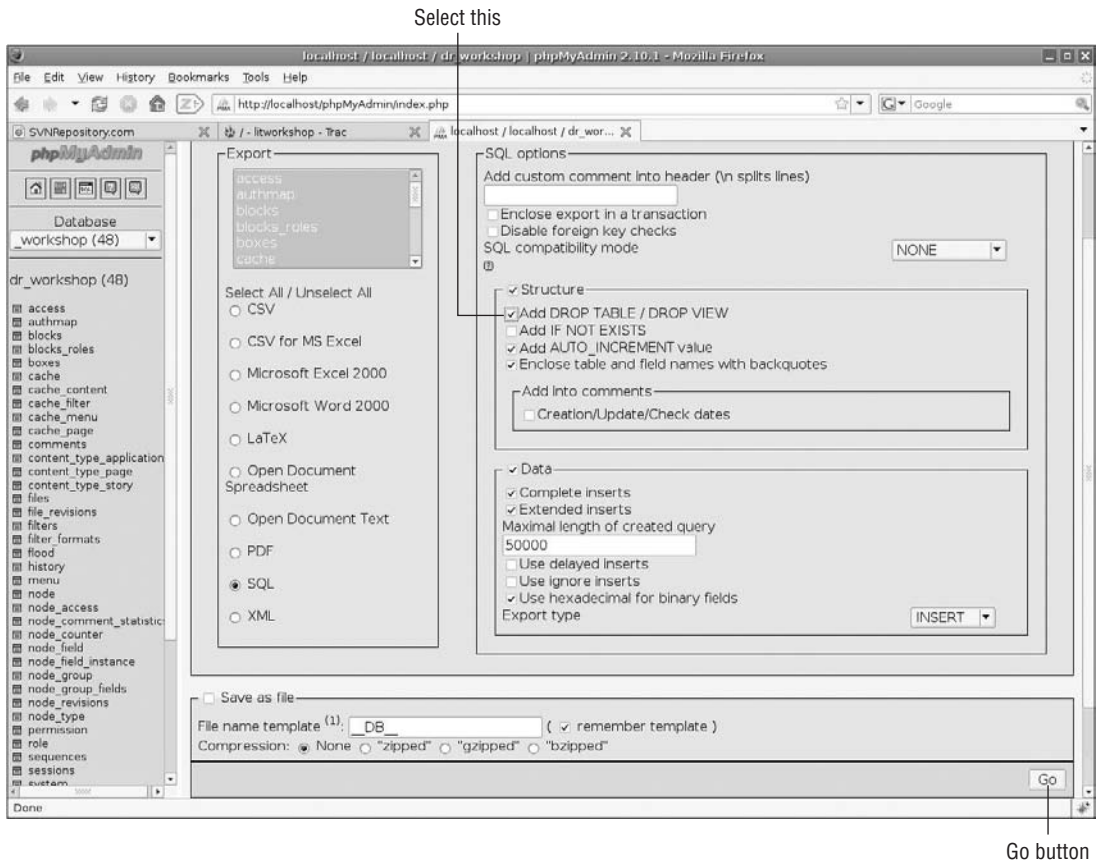 Select this
localhost / localhost / dr_workshop | phpMyAdmin 2.10.1 - Mozilla Firefox
File Edit View History Bookmarks Tools Help
http://localhost/phpMyAdmin/index.php
Google
SVNRepository.com
/ - litworkshop - Trac
localhost / localhost / dr_wor...
phpMyAdmin
Database
_workshop (48)
dr_workshop (48)
access
authmap
blocks
blocks_roles
boxes
cache
cache_content
cache_filter
cache_menu
cache_page
comments
content_type_application
content_type_page
content_type_story
files
file_revisions
filters
filter_formats
flood
history
menu
node
node_access
node_comment_statistic
node_counter
node_field
node_field_instance
node_group
node_group_fields
node_revisions
node_type
permission
role
sequences
sessions
system
Export
access
authmap
blocks
blocks_roles
boxes
cache
Select All / Unselect All
CSV
CSV for MS Excel
Microsoft Excel 2000
Microsoft Word 2000
LaTeX
Open Document
Spreadsheet
Open Document Text
PDF
SQL
XML
SQL options
Add custom comment into header (\n splits lines)
Enclose export in a transaction
Disable foreign key checks
SQL compatibility mode
NONE
Structure
Add DROP TABLE / DROP VIEW
Add IF NOT EXISTS
Add AUTO_INCREMENT value
Enclose table and field names with backquotes
Add into comments
Creation/Update/Check dates
Data
Complete inserts
Extended inserts
Maximal length of created query
50000
Use delayed inserts
Use ignore inserts
Use hexadecimal for binary fields
Export type
INSERT
Save as file
File name template (1): __DB__ ( remember template )
Compression: None "zipped" "gzipped" "bzipped"
Go
Done
Go button